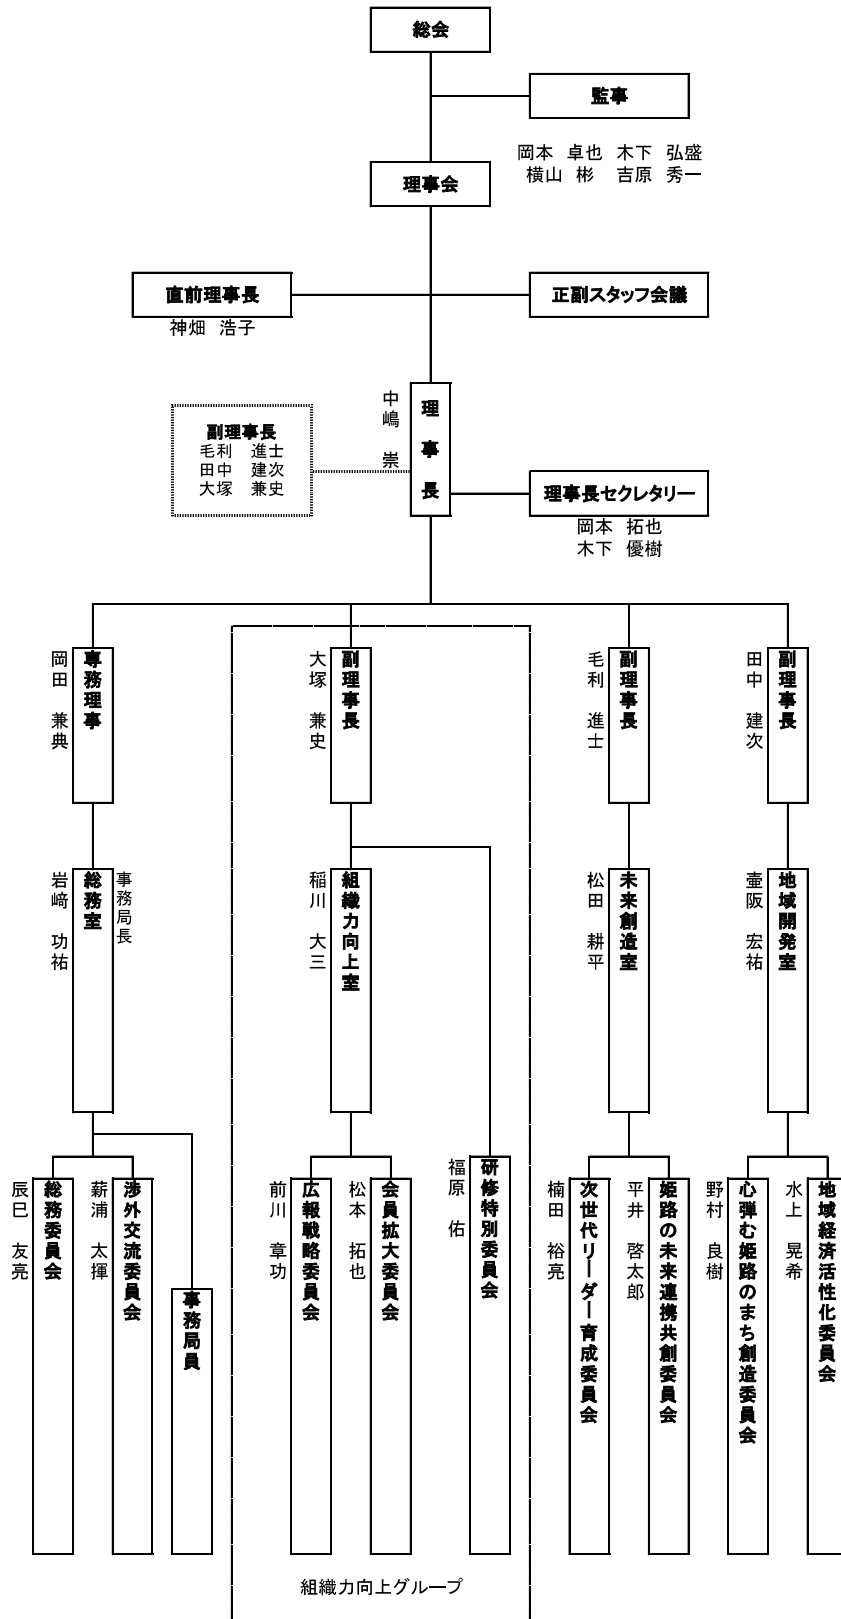 総会
監事
岡本 卓也 木下 弘盛
横山 彬 吉原 秀一
理事会
直前理事長
神畑 浩子
正副スタッフ会議
理事長
中嶋 崇
副理事長
毛利 進士
田中 建次
大塚 兼史
理事長セクレタリー
岡本 拓也
木下 優樹
専務理事
岡田 兼典
副理事長
大塚 兼史
副理事長
毛利 進士
副理事長
田中 建次
総務室
事務局長
岩﨑 功祐
組織力向上室
稲川 大三
未来創造室
松田 耕平
地域開発室
壷阪 宏祐
総務委員会
辰巳 友亮
渉外交流委員会
薪浦 太揮
事務局員
広報戦略委員会
前川 章功
会員拡大委員会
松本 拓也
研修特別委員会
福原 佑
次世代リーダー育成委員会
楠田 裕亮
姫路の未来連携共創委員会
平井 啓太郎
心弾む姫路のまち創造委員会
野村 良樹
地域経済活性化委員会
水上 晃希
組織力向上グループ